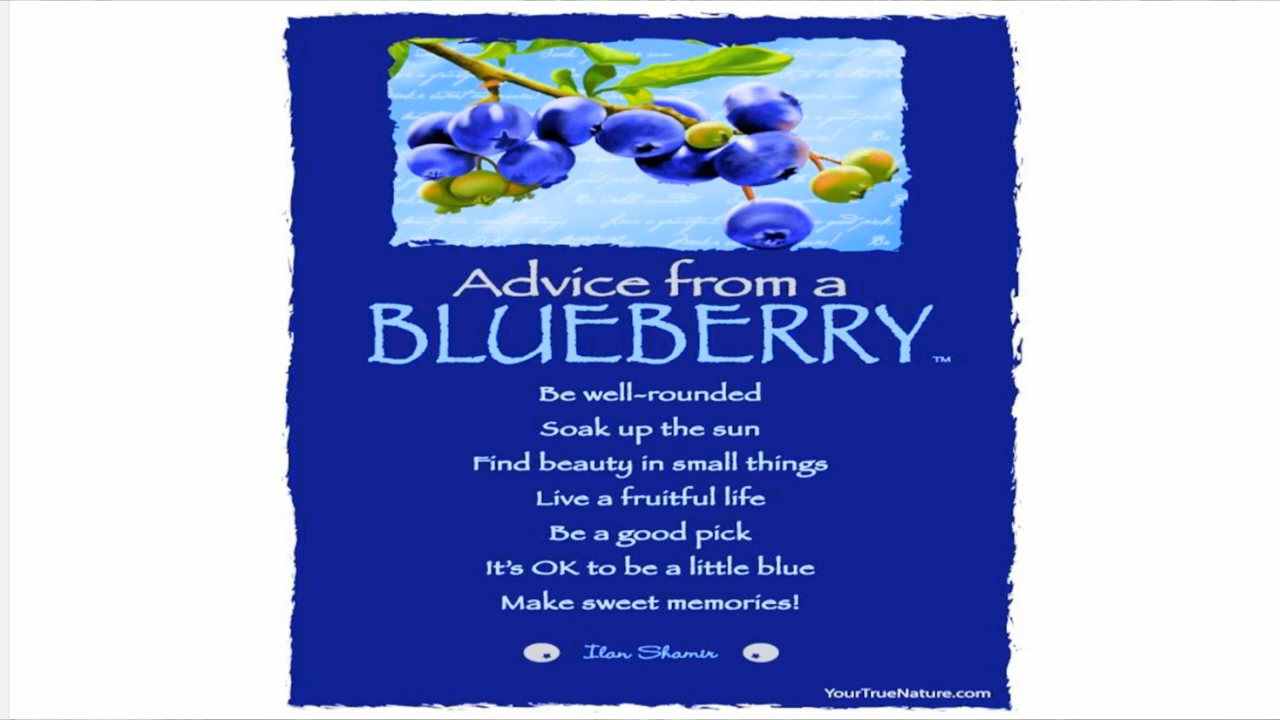 Advice from a
BLUEBERRY™
Be well-rounded
Soak up the sun
Find beauty in small things
Live a fruitful life
Be a good pick
It's OK to be a little blue
Make sweet memories!
Ilan Shamir
YourTrueNature.com